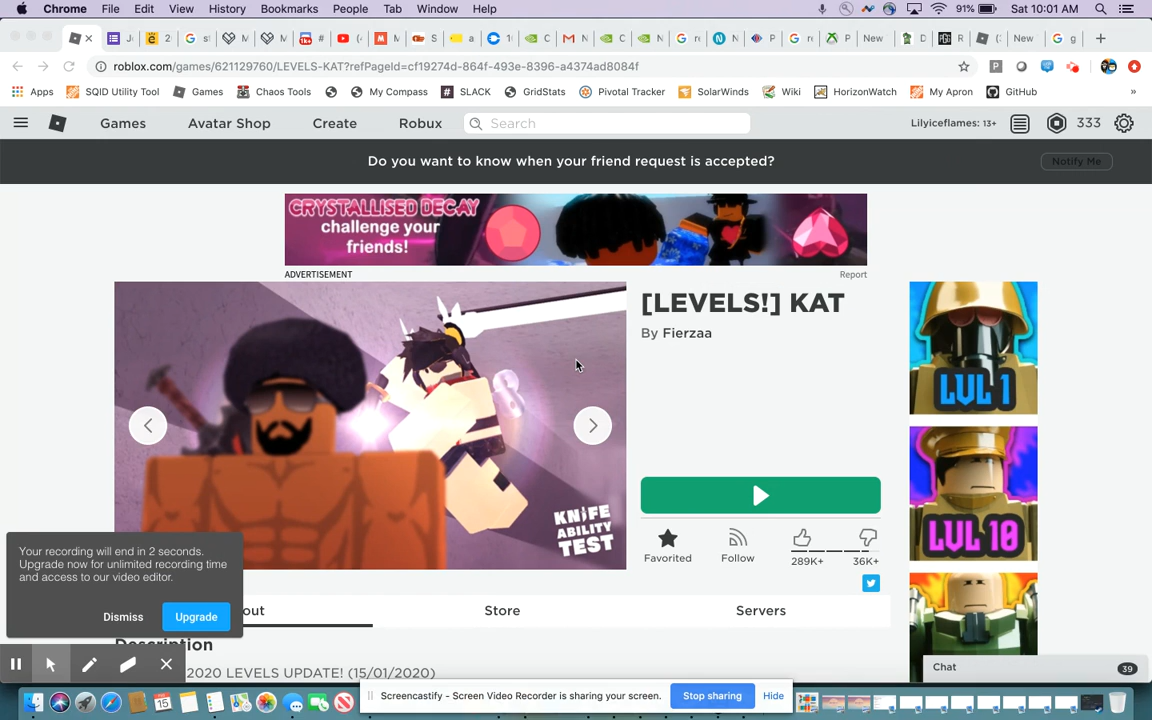 Chrome File Edit View History Bookmarks People Tab Window Help 91% Sat 10:01 AM
roblox.com/games/621129760/LEVELS-KAT?refPageId=cf19274d-864f-493e-8396-a4374ad8084f
Apps SQID Utility Tool Games Chaos Tools My Compass SLACK GridStats Pivotal Tracker SolarWinds Wiki HorizonWatch My Apron GitHub »
Games Avatar Shop Create Robux Search Lilyiceflames: 13+ 333
Do you want to know when your friend request is accepted? Notify Me
CRYSTALLISED DECAY
challenge your
friends!
ADVERTISEMENT Report
[LEVELS!] KAT
By Fierzaa
LVL 1
LVL 10
KNIFE
ABILITY
TEST
Favorited Follow 289K+ 36K+
Your recording will end in 2 seconds.
Upgrade now for unlimited recording time
and access to our video editor.
Dismiss Upgrade
out Store Servers
Description
2020 LEVELS UPDATE! (15/01/2020)
Chat 39
Screencastify - Screen Video Recorder is sharing your screen. Stop sharing Hide